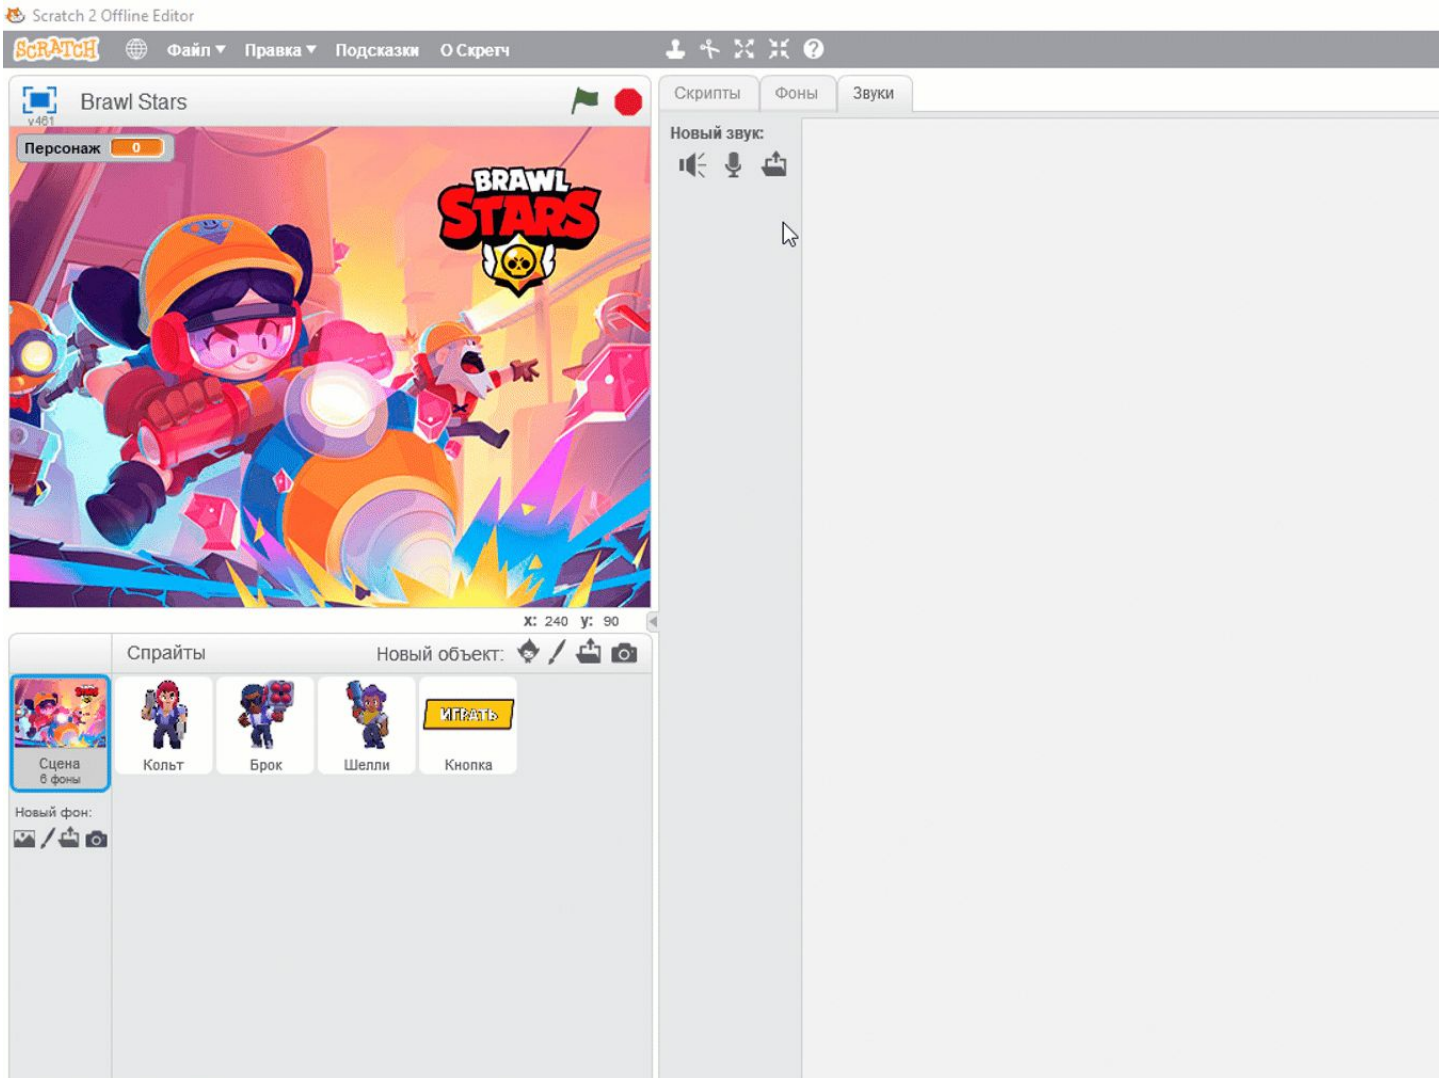 Scratch 2 Offline Editor
SCRATCH Файл Правка Подсказки О Скретч
Brawl Stars
v461
Скрипты Фоны Звуки
Новый звук:
Персонаж 0
BRAWL
STARS
x: 240 y: 90
Спрайты Новый объект:
ИГРАТЬ
Сцена
6 фоны
Кольт Брок Шелли Кнопка
Новый фон: